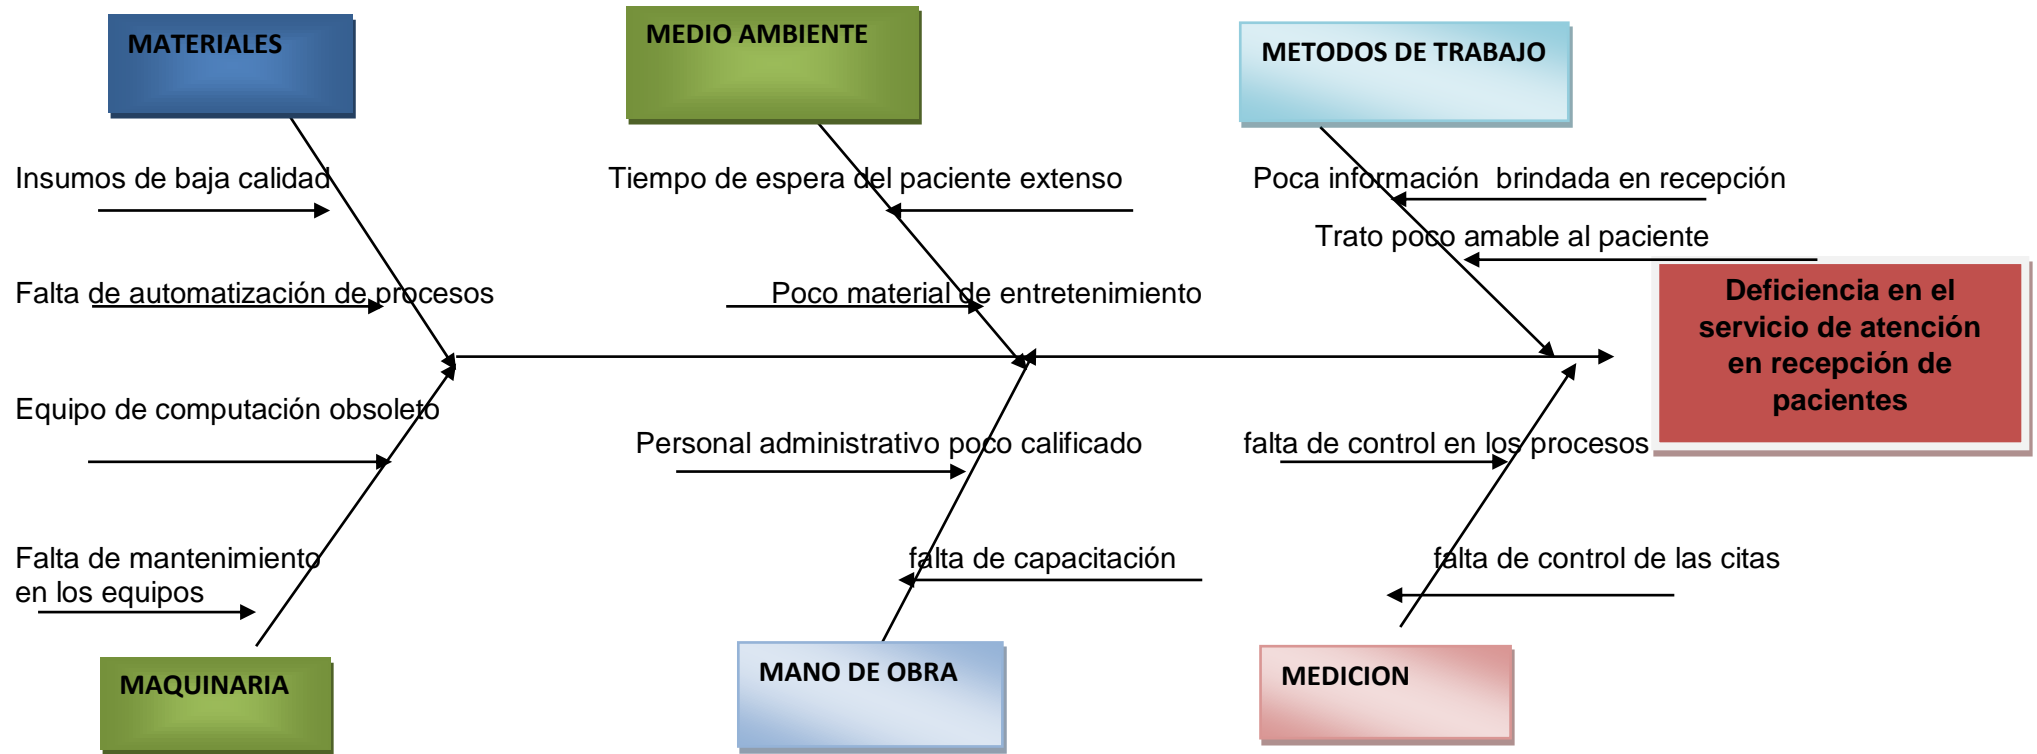 MATERIALES
MEDIO AMBIENTE
METODOS DE TRABAJO
Insumos de baja calidad
Tiempo de espera del paciente extenso
Poca información  brindada en recepción
Trato poco amable al paciente
Falta de automatización de procesos
Poco material de entretenimiento
Deficiencia en el
servicio de atención
en recepción de
pacientes
Equipo de computación obsoleto
Personal administrativo poco calificado
falta de control en los procesos
Falta de mantenimiento
en los equipos
falta de capacitación
falta de control de las citas
MAQUINARIA
MANO DE OBRA
MEDICION